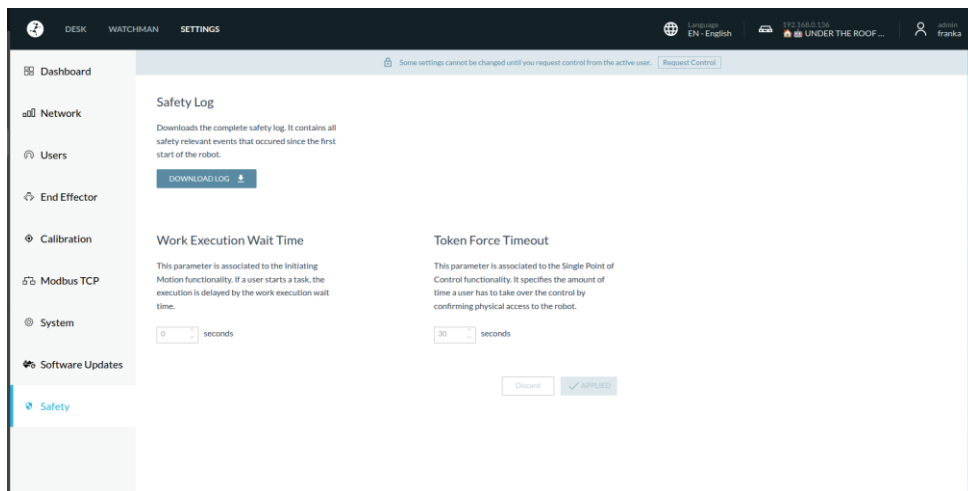 DESK WATCHMAN SETTINGS
Language
EN - English
192.168.0.136
🏠🤖 UNDER THE ROOF ...
admin
franka
Some settings cannot be changed until you request control from the active user. Request Control
Dashboard
Network
Users
End Effector
Calibration
Modbus TCP
System
Software Updates
Safety
Safety Log
Downloads the complete safety log. It contains all
safety relevant events that occured since the first
start of the robot.
DOWNLOAD LOG
Work Execution Wait Time
This parameter is associated to the Initiating
Motion functionality. If a user starts a task, the
execution is delayed by the work execution wait
time.
0 seconds
Token Force Timeout
This parameter is associated to the Single Point of
Control functionality. It specifies the amount of
time a user has to take over the control by
confirming physical access to the robot.
30 seconds
Discard ✓ APPLIED